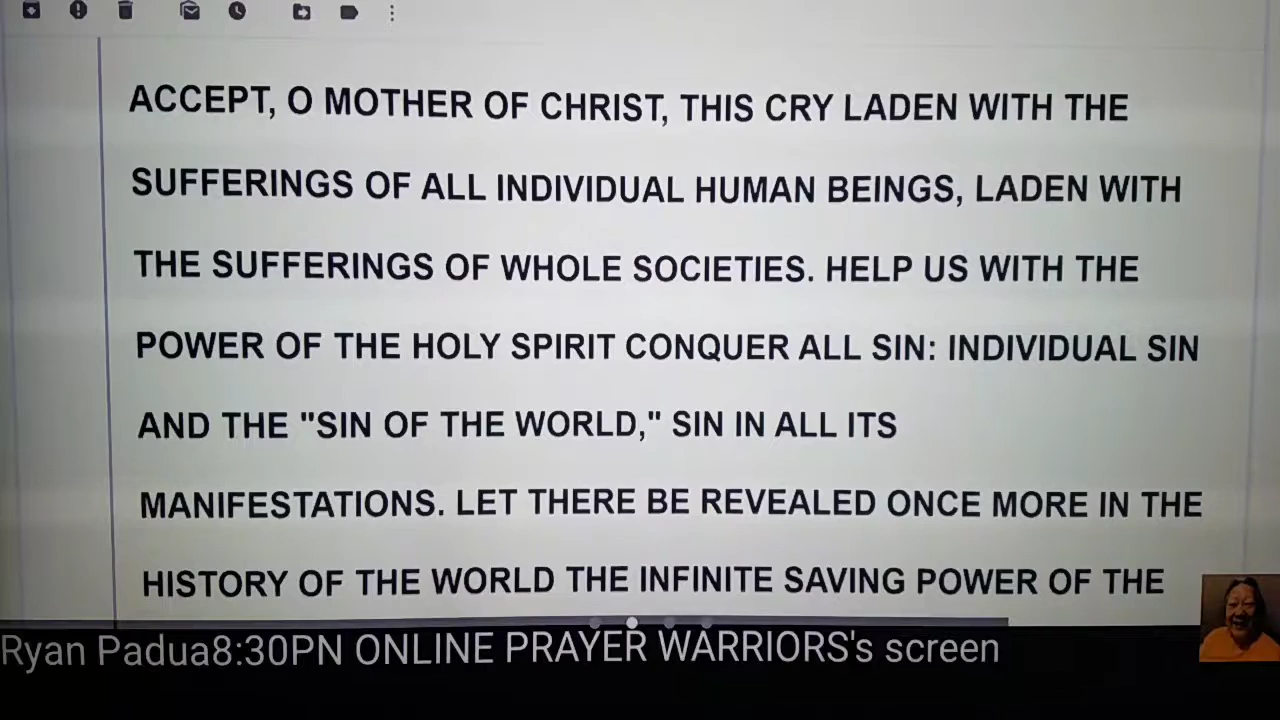 ACCEPT, O MOTHER OF CHRIST, THIS CRY LADEN WITH THE
SUFFERINGS OF ALL INDIVIDUAL HUMAN BEINGS, LADEN WITH
THE SUFFERINGS OF WHOLE SOCIETIES. HELP US WITH THE
POWER OF THE HOLY SPIRIT CONQUER ALL SIN: INDIVIDUAL SIN
AND THE "SIN OF THE WORLD," SIN IN ALL ITS
MANIFESTATIONS. LET THERE BE REVEALED ONCE MORE IN THE
HISTORY OF THE WORLD THE INFINITE SAVING POWER OF THE
Ryan Padua8:30PN ONLINE PRAYER WARRIORS's screen